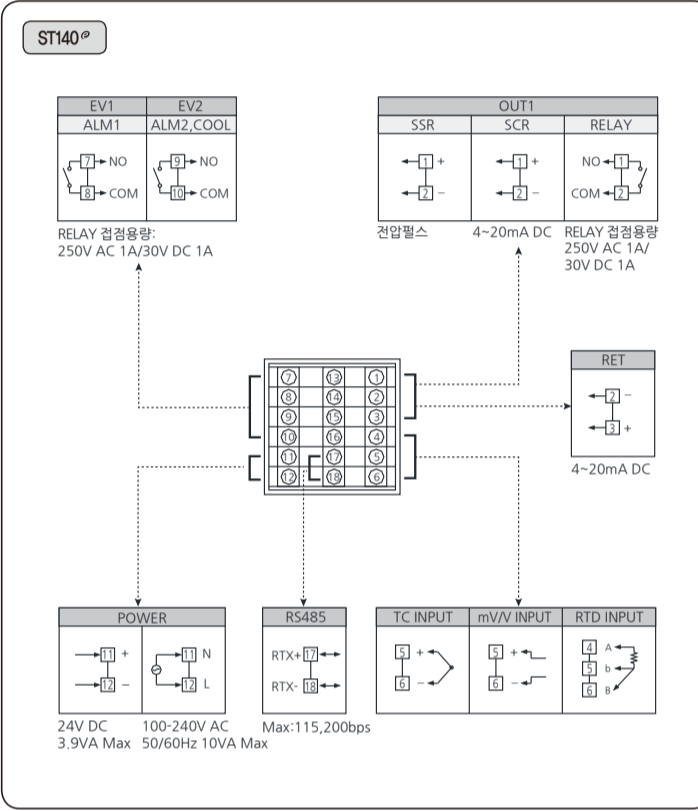 ST140
EV1 EV2
ALM1 ALM2,COOL
7 NO 9 NO
8 COM 10 COM
RELAY 접점용량:
250V AC 1A/30V DC 1A
OUT1
SSR SCR RELAY
1 + 1 + NO 1
2 − 2 − COM 2
전압펄스 4~20mA DC RELAY 접점용량
250V AC 1A/
30V DC 1A
RET
2 −
3 +
4~20mA DC
7 13 1
8 14 2
9 15 3
10 16 4
11 17 5
12 18 6
POWER
11 + 11 N
12 − 12 L
24V DC 100-240V AC
3.9VA Max 50/60Hz 10VA Max
RS485
RTX+ 17
RTX- 18
Max:115,200bps
TC INPUT mV/V INPUT RTD INPUT
5 + 5 + 4 A
6 − 6 − 5 b
6 B